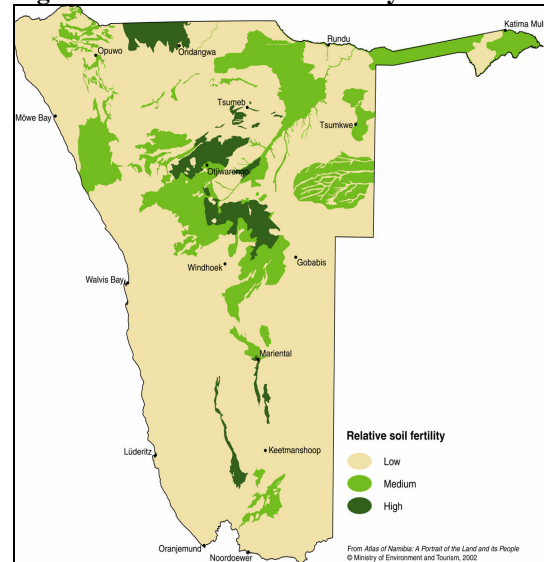 Katima Mul
Rundu
Opuwo
Ondangwa
Tsumeb
Möwe Bay
Tsumkwe
Otjiwarongo
Windhoek
Gobabis
Walvis Bay
Mariental
Relative soil fertility
Low
Medium
High
Keetmanshoop
Lüderitz
Oranjemund
Noordoewer
From Atlas of Namibia: A Portrait of the Land and its People
© Ministry of Environment and Tourism, 2002